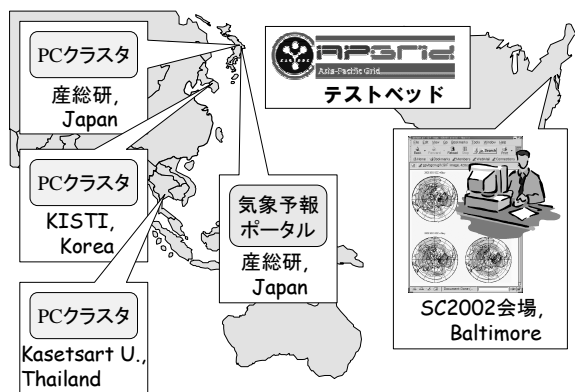 PCクラスタ
産総研,
Japan
PCクラスタ
KISTI,
Korea
PCクラスタ
Kasetsart U.,
Thailand
気象予報
ポータル
産総研,
Japan
APGrid
Asia-Pacific Grid
テストベッド
SC2002会場,
Baltimore